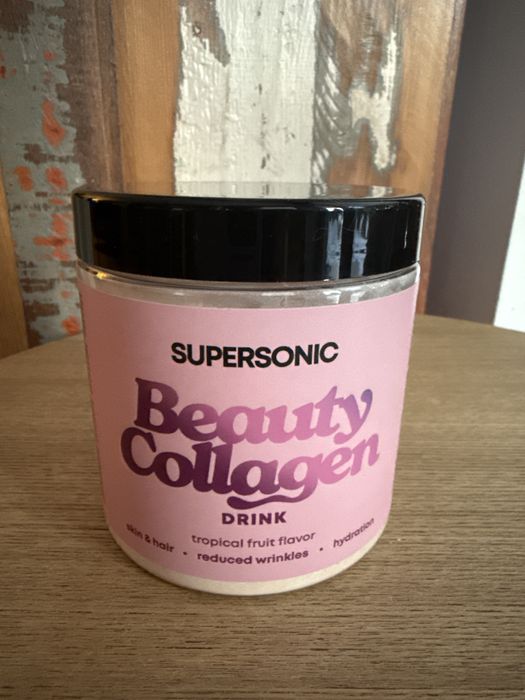 SUPERSONIC
Beauty
Collagen
DRINK
tropical fruit flavor
skin & hair • reduced wrinkles • hydration